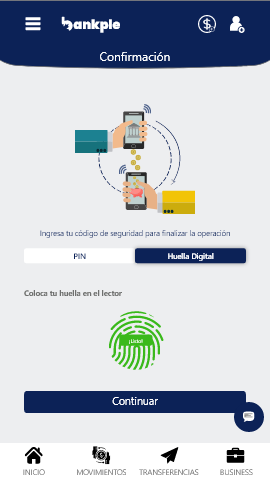 bankple
Confirmación
Ingresa tu código de seguridad para finalizar la operación
PIN
Huella Digital
Coloca tu huella en el lector
¡Listo!
Continuar
INICIO
MOVIMIENTOS
TRANSFERENCIAS
BUSINESS